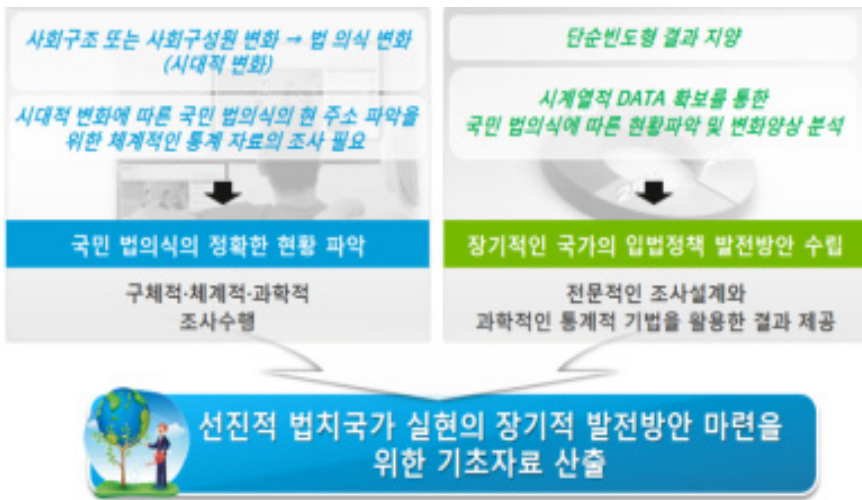 사회구조 또는 사회구성원 변화 → 법 의식 변화
(시대적 변화)
시대적 변화에 따른 국민 법의식의 현 주소 파악을
위한 체계적인 통계 자료의 조사 필요
국민 법의식의 정확한 현황 파악
구체적·체계적·과학적
조사수행
단순빈도형 결과 지양
시계열적 DATA 확보를 통한
국민 법의식에 따른 현황파악 및 변화양상 분석
장기적인 국가의 입법정책 발전방안 수립
전문적인 조사설계와
과학적인 통계적 기법을 활용한 결과 제공
선진적 법치국가 실현의 장기적 발전방안 마련을
위한 기초자료 산출